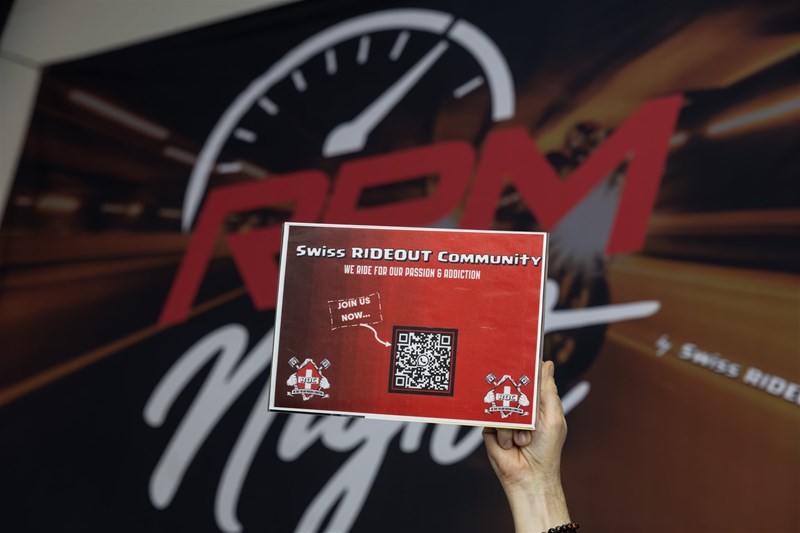 RPM
Night
by Swiss RIDEO
Swiss RIDEOUT Community
WE RIDE FOR OUR PASSION & ADDICTION
JOIN US
NOW...